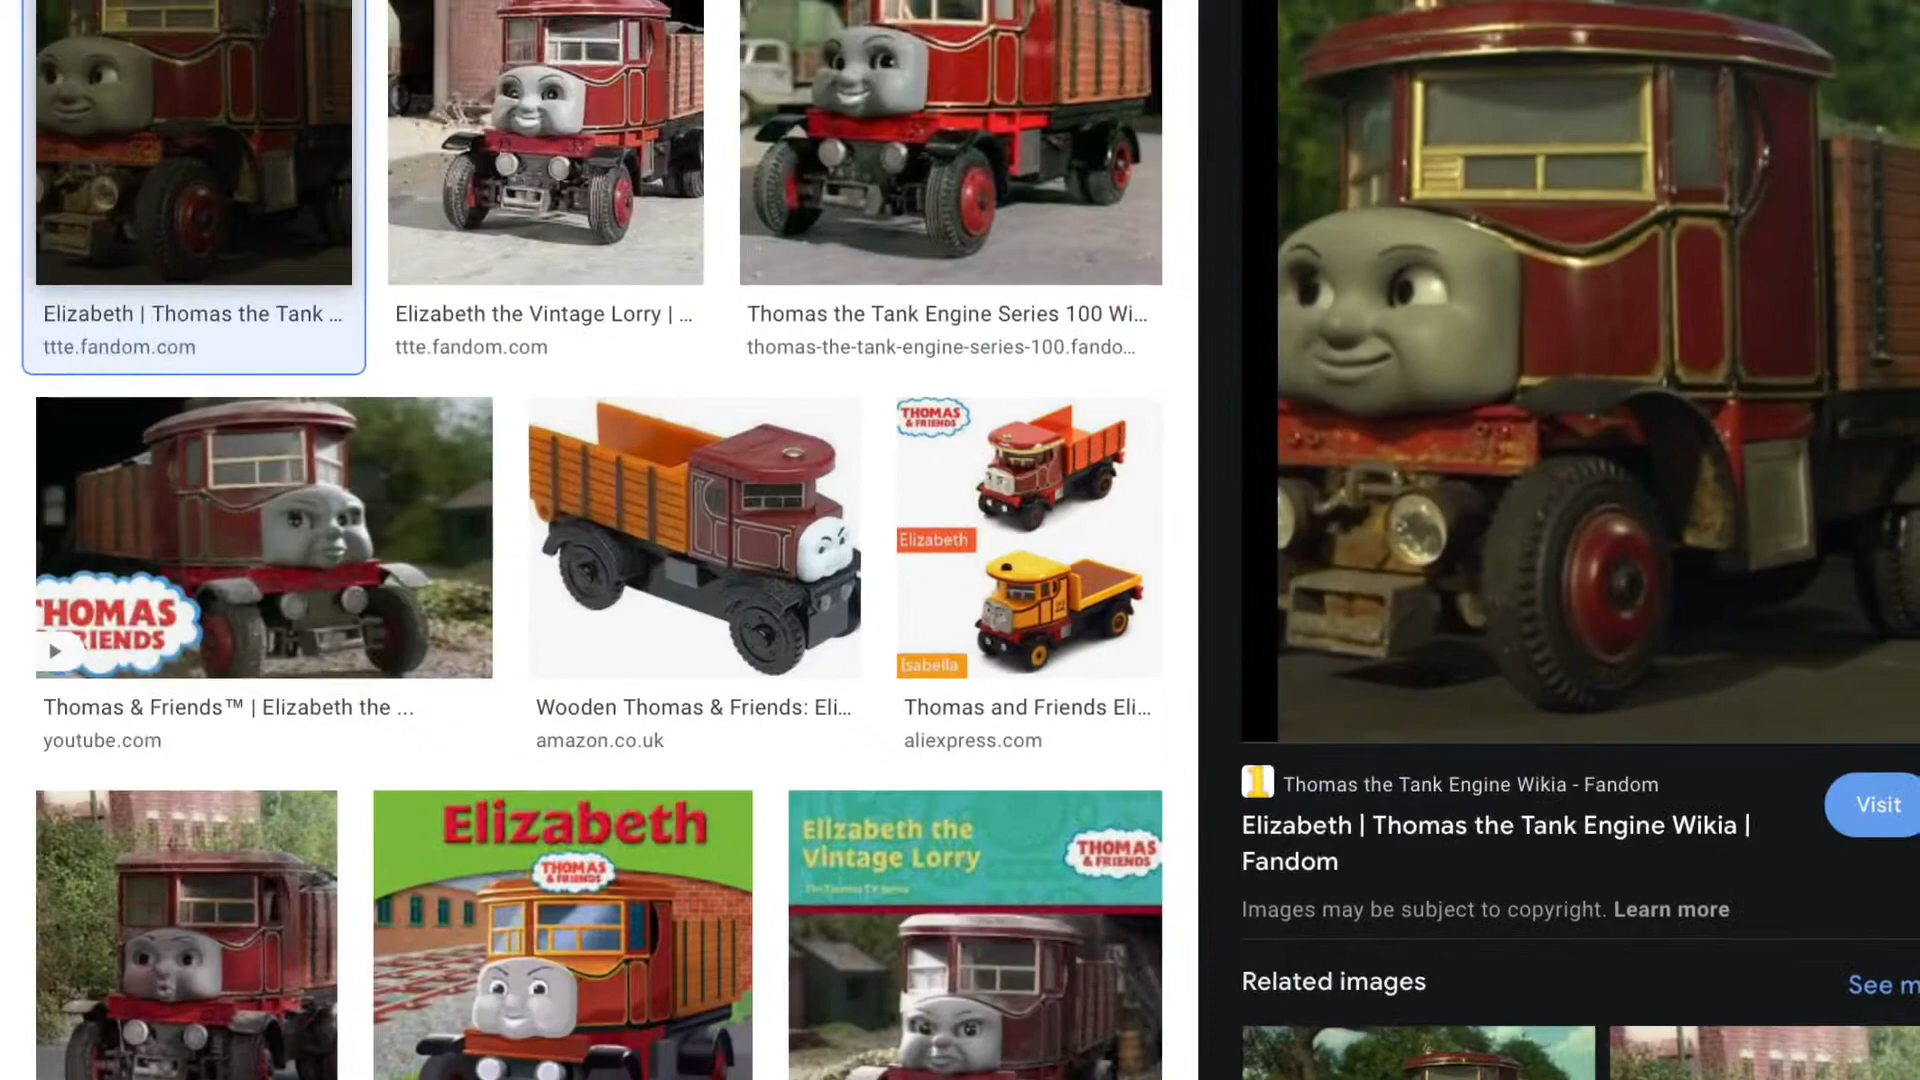 Elizabeth | Thomas the Tank ...
ttte.fandom.com
Elizabeth the Vintage Lorry | ...
ttte.fandom.com
Thomas the Tank Engine Series 100 Wi...
thomas-the-tank-engine-series-100.fando...
THOMAS
& FRIENDS
Elizabeth
Isabella
HOMAS
RIENDS
Thomas & Friends™ | Elizabeth the ...
youtube.com
Wooden Thomas & Friends: Eli...
amazon.co.uk
Thomas and Friends Eli...
aliexpress.com
Elizabeth
THOMAS
& FRIENDS
Elizabeth the
Vintage Lorry
THOMAS
& FRIENDS
1
Thomas the Tank Engine Wikia - Fandom
Visit
Elizabeth | Thomas the Tank Engine Wikia |
Fandom
Images may be subject to copyright. Learn more
Related images
See m